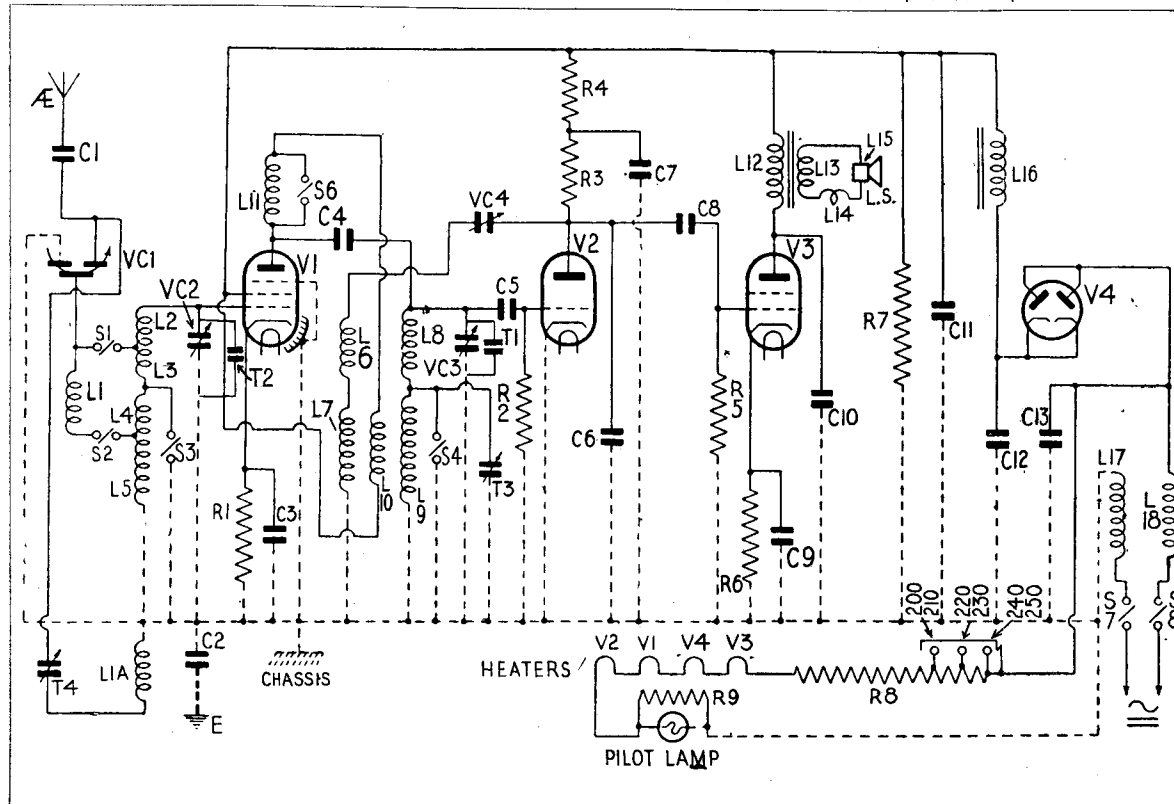 Æ
C1
VC1
VC2
S1
L2
L3
L1
L4
S2
S3
L5
T2
V1
L11
S6
C4
R1
C3
VC4
L6
L7
L10
L8
VC3
T1
C5
R2
L9
S4
T3
R4
R3
C7
V2
C6
C8
R5
L12
L13
L14
L15
L.S.
V3
C10
R6
C9
R7
C11
L16
V4
C12
C13
L17
L18
S7
S8
T4
L1A
C2
E
CHASSIS
HEATERS
V2 V1 V4 V3
R9
PILOT LAMP
R8
200
210
220
230
240
250